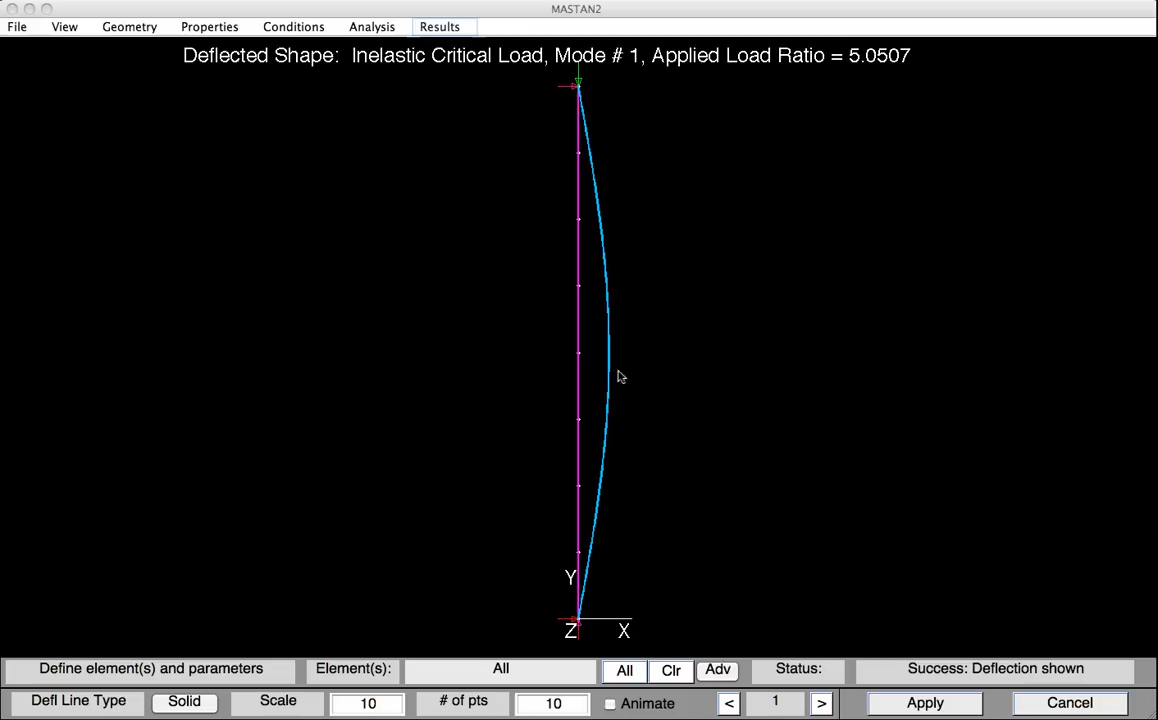 MASTAN2
File View Geometry Properties Conditions Analysis Results
Deflected Shape: Inelastic Critical Load, Mode # 1, Applied Load Ratio = 5.0507
Y
Z X
Define element(s) and parameters Element(s): All All Clr Adv Status: Success: Deflection shown
Defl Line Type Solid Scale 10 # of pts 10 Animate < 1 > Apply Cancel